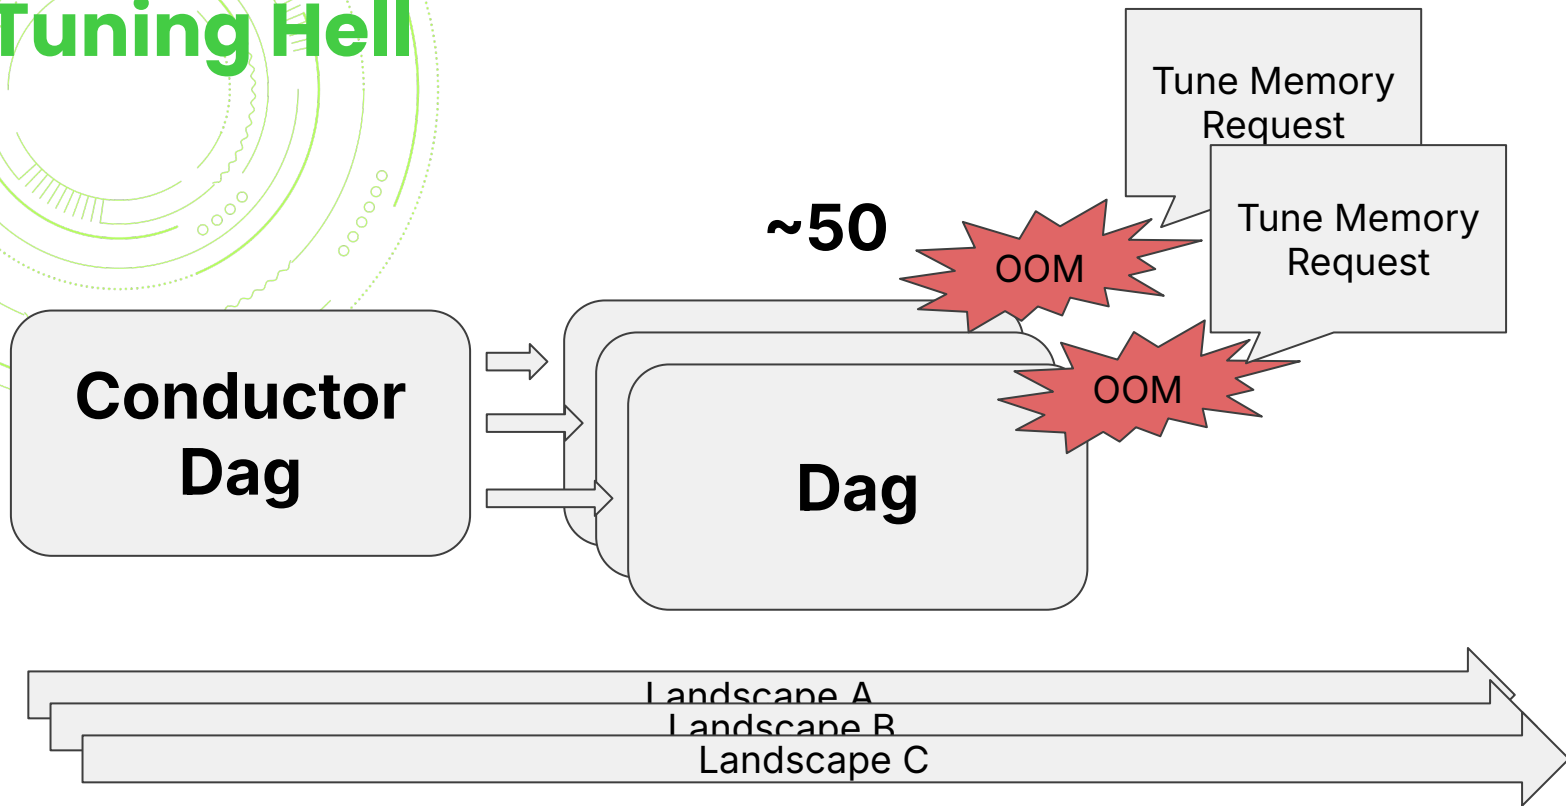 Tuning Hell
Tune Memory
Request
Tune Memory
Request
~50
OOM
OOM
Conductor
Dag
Dag
Landscape A
Landscape B
Landscape C